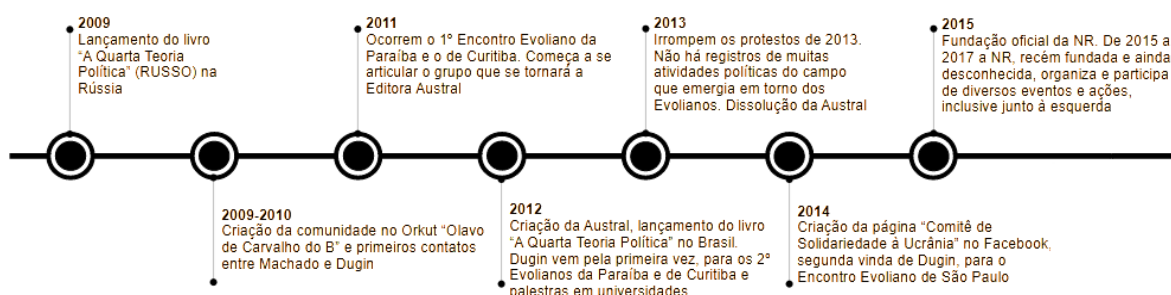 2009
Lançamento do livro
“A Quarta Teoria
Política” (RUSSO) na
Rússia
2011
Ocorrem o 1º Encontro Evoliano da
Paraíba e o de Curitiba. Começa a se
articular o grupo que se tornará a
Editora Austral
2013
Irrompem os protestos de 2013.
Não há registros de muitas
atividades políticas do campo
que emergia em torno dos
Evolianos. Dissolução da Austral
2015
Fundação oficial da NR. De 2015 a
2017 a NR, recém fundada e ainda
desconhecida, organiza e participa
de diversos eventos e ações,
inclusive junto à esquerda
2009-2010
Criação da comunidade no Orkut “Olavo
de Carvalho do B” e primeiros contatos
entre Machado e Dugin
2012
Criação da Austral, lançamento do livro
“A Quarta Teoria Política” no Brasil.
Dugin vem pela primeira vez, para os 2º
Evolianos da Paraíba e de Curitiba e
palestras em universidades
2014
Criação da página “Comitê de
Solidariedade à Ucrânia” no Facebook,
segunda vinda de Dugin, para o
Encontro Evoliano de São Paulo